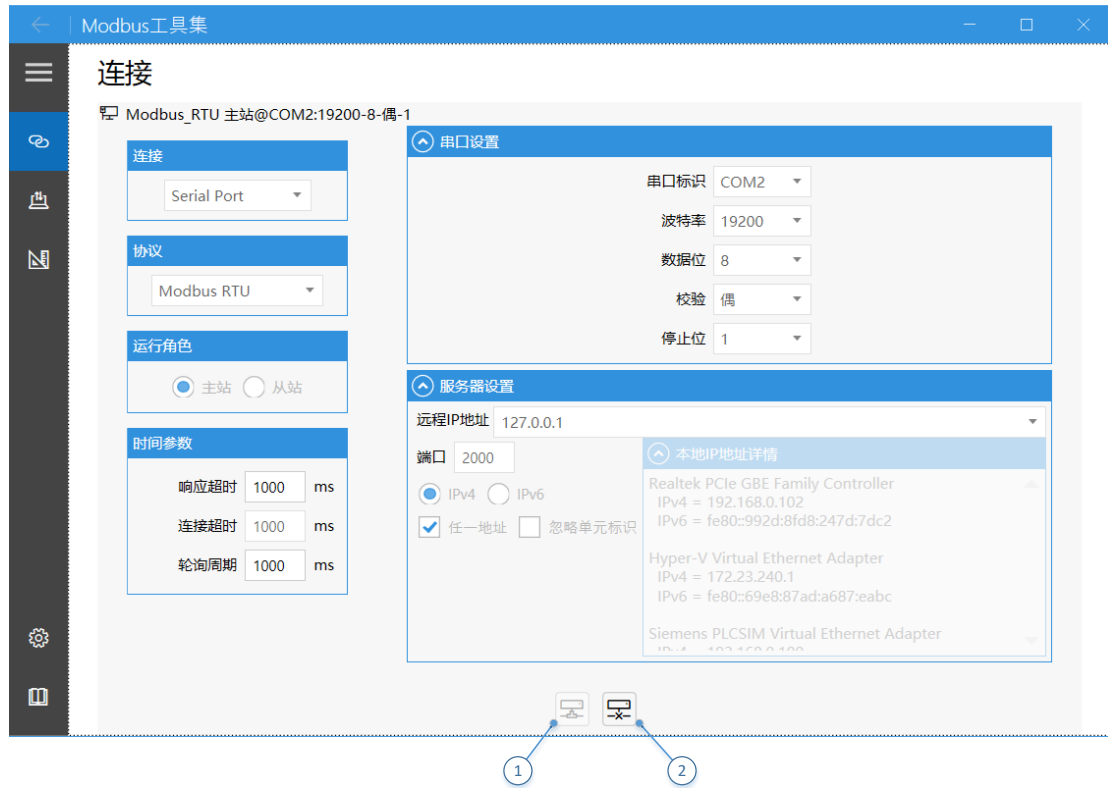 Modbus工具集
连接
Modbus_RTU 主站@COM2:19200-8-偶-1
连接
Serial Port
协议
Modbus RTU
运行角色
主站 从站
时间参数
响应超时 1000 ms
连接超时 1000 ms
轮询周期 1000 ms
串口设置
串口标识 COM2
波特率 19200
数据位 8
校验 偶
停止位 1
服务器设置
远程IP地址 127.0.0.1
端口 2000
IPv4 IPv6
任一地址 忽略单元标识
本地IP地址详情
Realtek PCIe GBE Family Controller
IPv4 = 192.168.0.102
IPv6 = fe80::992d:8fd8:247d:7dc2
Hyper-V Virtual Ethernet Adapter
IPv4 = 172.23.240.1
IPv6 = fe80::69e8:87ad:a687:eabc
Siemens PLCSIM Virtual Ethernet Adapter
1 2